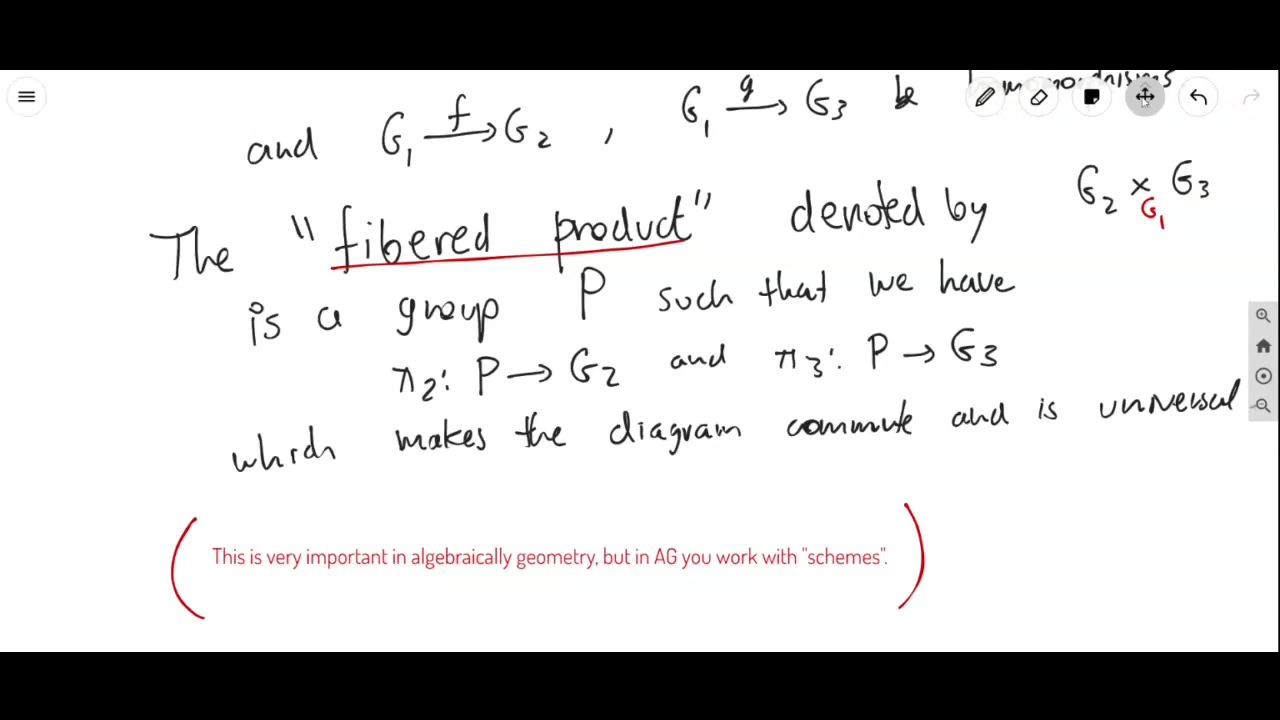 homomorphisms
and G₁ —f→ G₂ , G₁ —g→ G₃ be
The "fibered product" denoted by G₂ ×_G₁ G₃
is a group P such that we have
π₂: P → G₂ and π₃: P → G₃
which makes the diagram commute and is universal
(This is very important in algebraically geometry, but in AG you work with "schemes".)